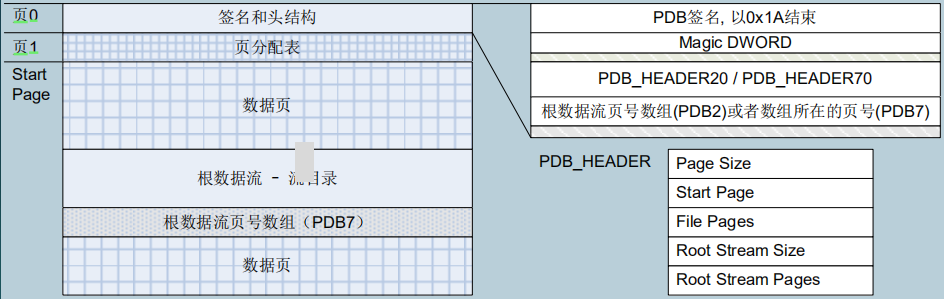 页0
签名和头结构
页1
页分配表
Start
Page
数据页
根数据流 - 流目录
根数据流页号数组（PDB7）
数据页
PDB签名, 以0x1A结束
Magic DWORD
PDB_HEADER20 / PDB_HEADER70
根数据流页号数组(PDB2)或者数组所在的页号(PDB7)
PDB_HEADER
Page Size
Start Page
File Pages
Root Stream Size
Root Stream Pages